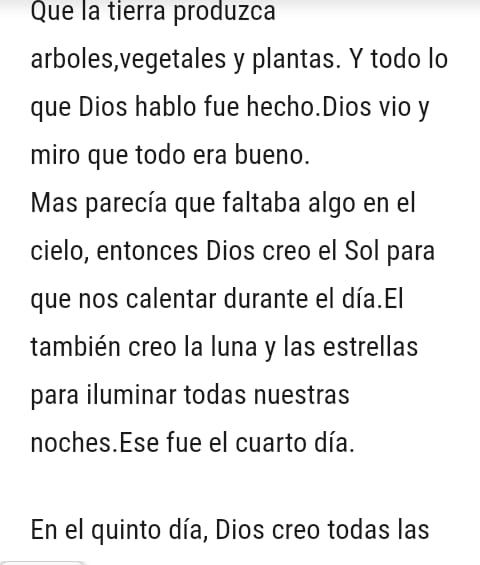 Que la tierra produzca
arboles,vegetales y plantas. Y todo lo
que Dios hablo fue hecho.Dios vio y
miro que todo era bueno.
Mas parecía que faltaba algo en el
cielo, entonces Dios creo el Sol para
que nos calentar durante el día.El
también creo la luna y las estrellas
para iluminar todas nuestras
noches.Ese fue el cuarto día.
En el quinto día, Dios creo todas las